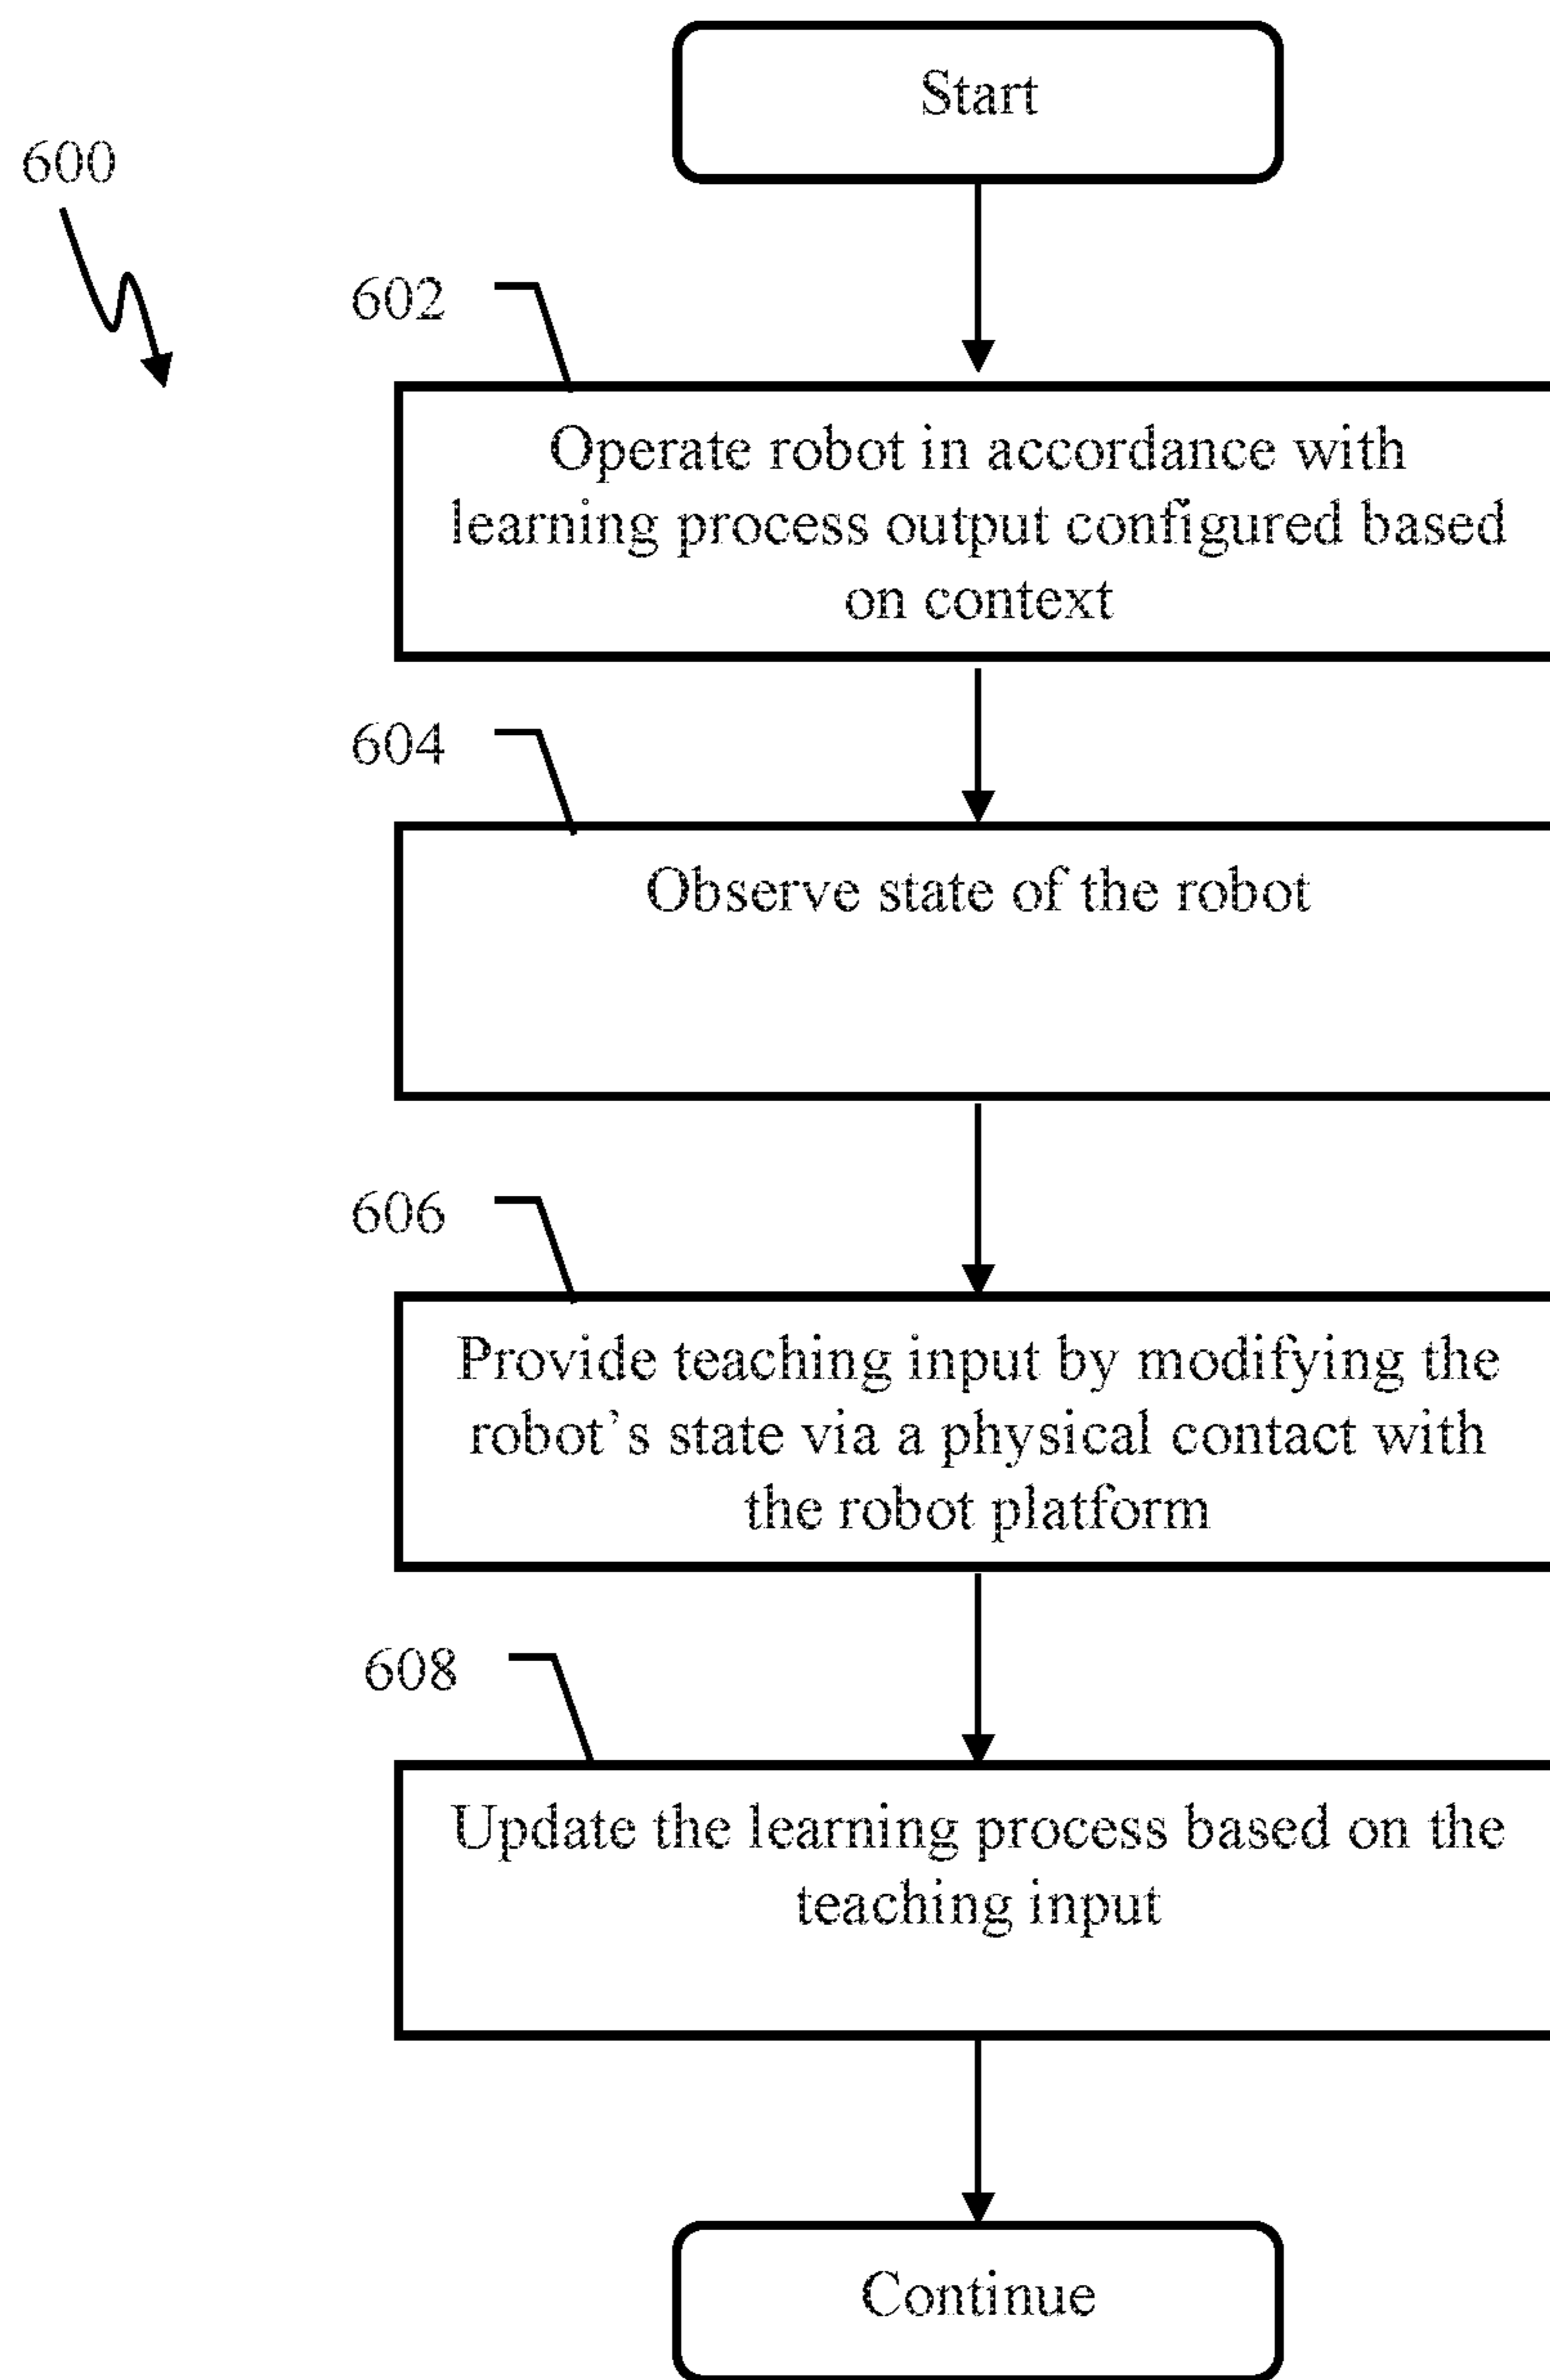 Start
600
602
Operate robot in accordance with
learning process output configured based
on context
604
Observe state of the robot
606
Provide teaching input by modifying the
robot’s state via a physical contact with
the robot platform
608
Update the learning process based on the
teaching input
Continue